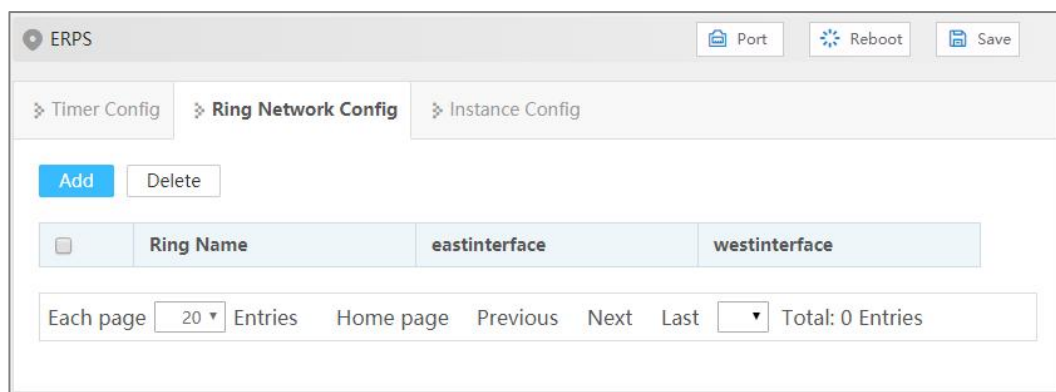 ERPS Port Reboot Save
Timer Config Ring Network Config Instance Config
Add Delete
Ring Name eastinterface westinterface
Each page 20 Entries Home page Previous Next Last Total: 0 Entries